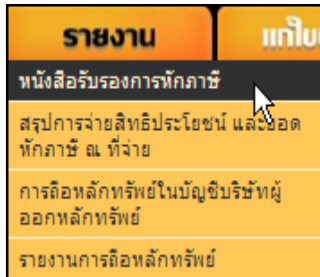 รายงาน
หนังสือรับรองการหักภาษี
สรุปการจ่ายสิทธิประโยชน์ และยอด
หักภาษี ณ ที่จ่าย
การถือหลักทรัพย์ในบัญชีบริษัทผู้
ออกหลักทรัพย์
รายงานการถือหลักทรัพย์